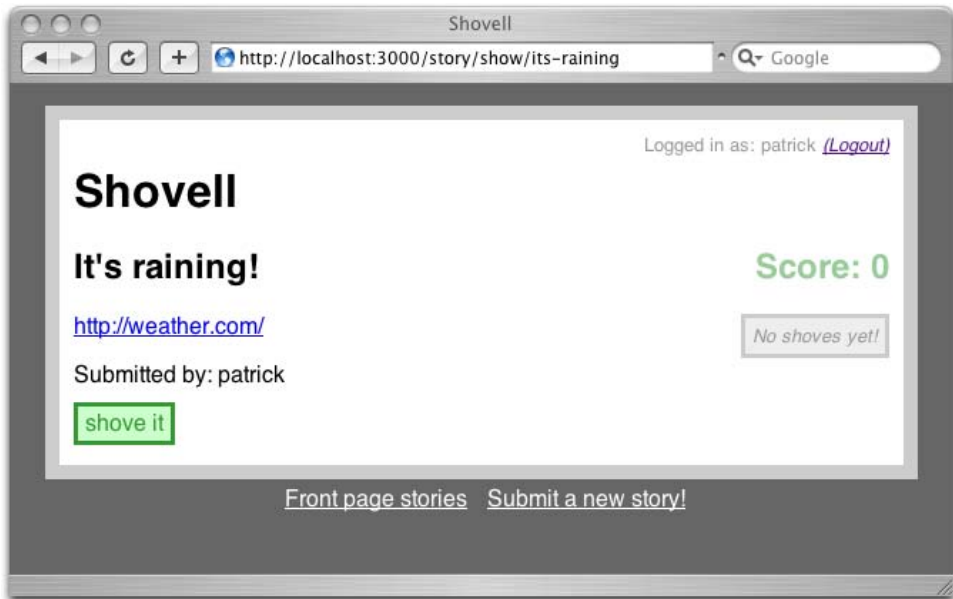 Shovell
http://localhost:3000/story/show/its-raining
Google
Logged in as: patrick (Logout)
Shovell
It's raining!
Score: 0
http://weather.com/
No shoves yet!
Submitted by: patrick
shove it
Front page stories Submit a new story!